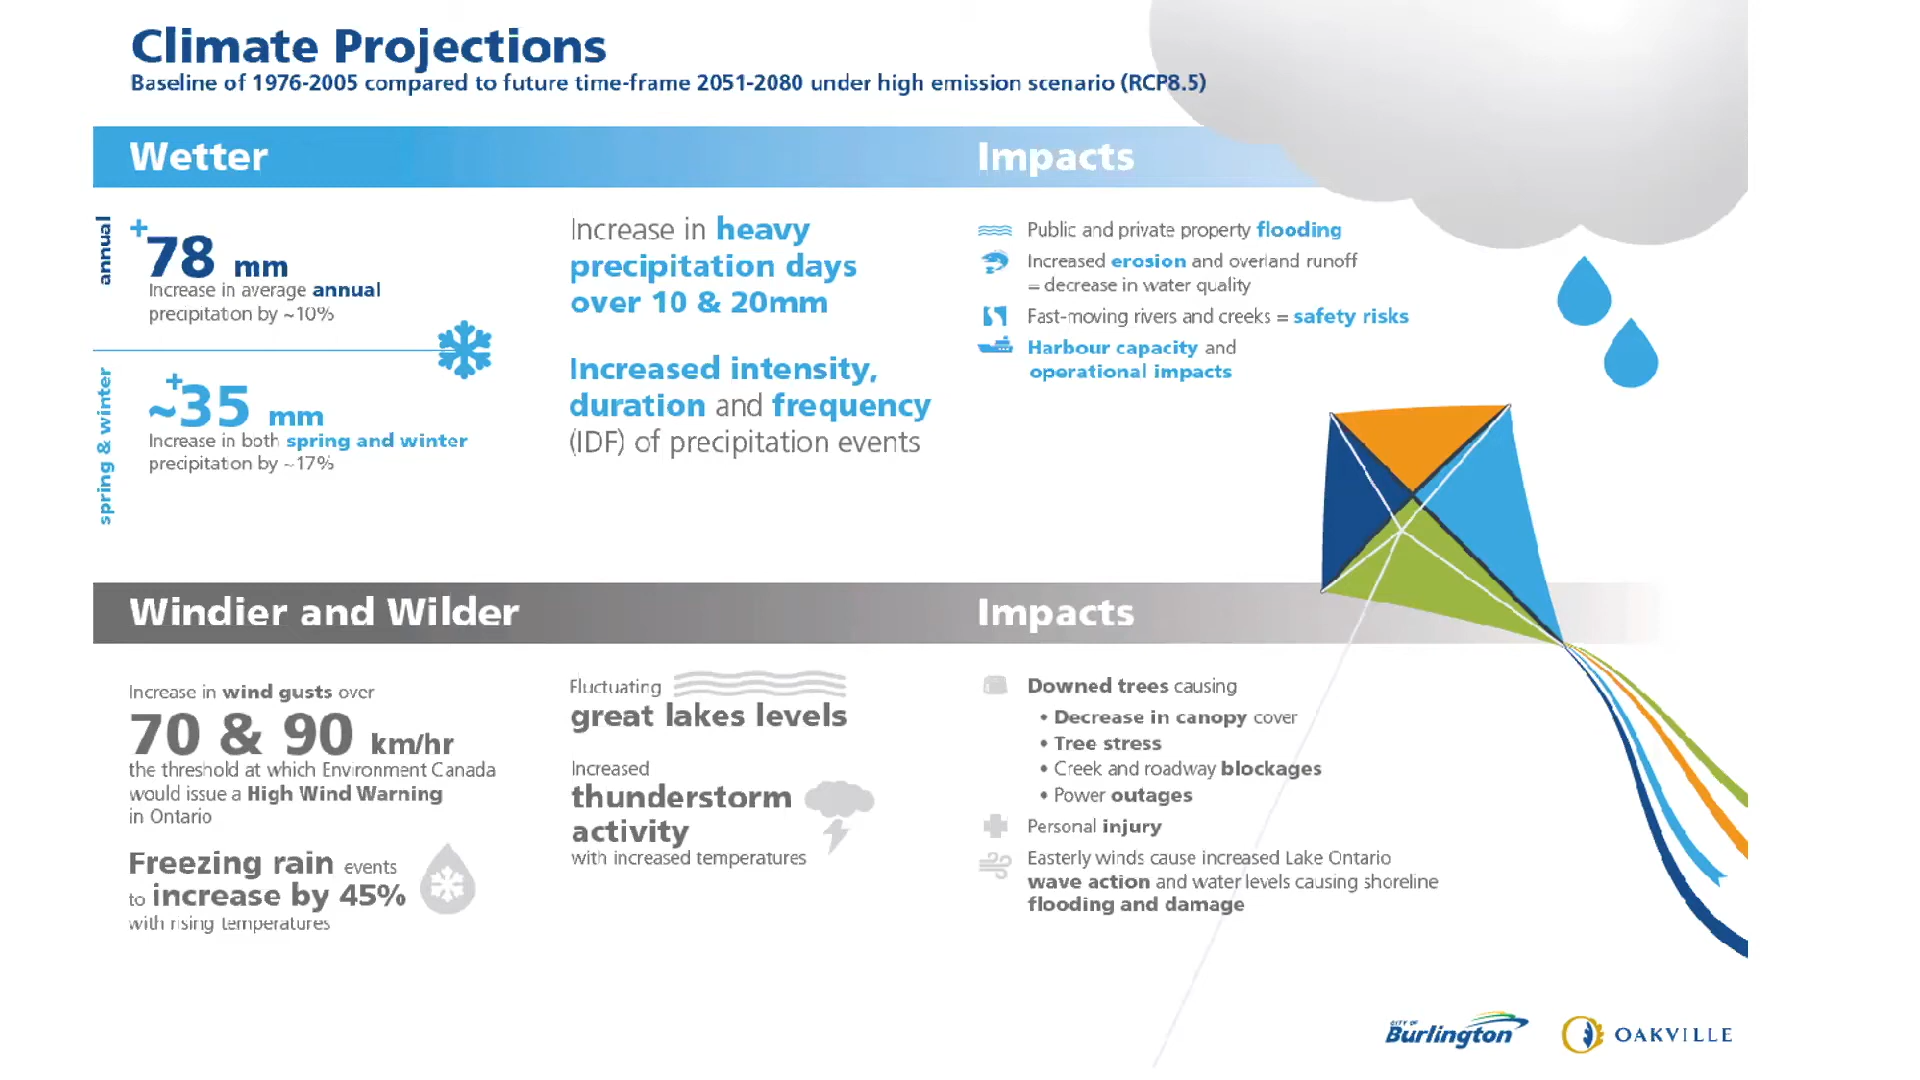 Climate Projections
Baseline of 1976-2005 compared to future time-frame 2051-2080 under high emission scenario (RCP8.5)
Wetter
annual
+78 mm
Increase in average annual
precipitation by ~10%
spring & winter
+
~35 mm
Increase in both spring and winter
precipitation by ~17%
Increase in heavy
precipitation days
over 10 & 20mm
Increased intensity,
duration and frequency
(IDF) of precipitation events
Impacts
Public and private property flooding
Increased erosion and overland runoff
= decrease in water quality
Fast-moving rivers and creeks = safety risks
Harbour capacity and
operational impacts
Windier and Wilder
Increase in wind gusts over
70 & 90 km/hr
the threshold at which Environment Canada
would issue a High Wind Warning
in Ontario
Freezing rain events
to increase by 45%
with rising temperatures
Fluctuating
great lakes levels
Increased
thunderstorm
activity
with increased temperatures
Impacts
Downed trees causing
• Decrease in canopy cover
• Tree stress
• Creek and roadway blockages
• Power outages
Personal injury
Easterly winds cause increased Lake Ontario
wave action and water levels causing shoreline
flooding and damage
CITY OF
Burlington
OAKVILLE